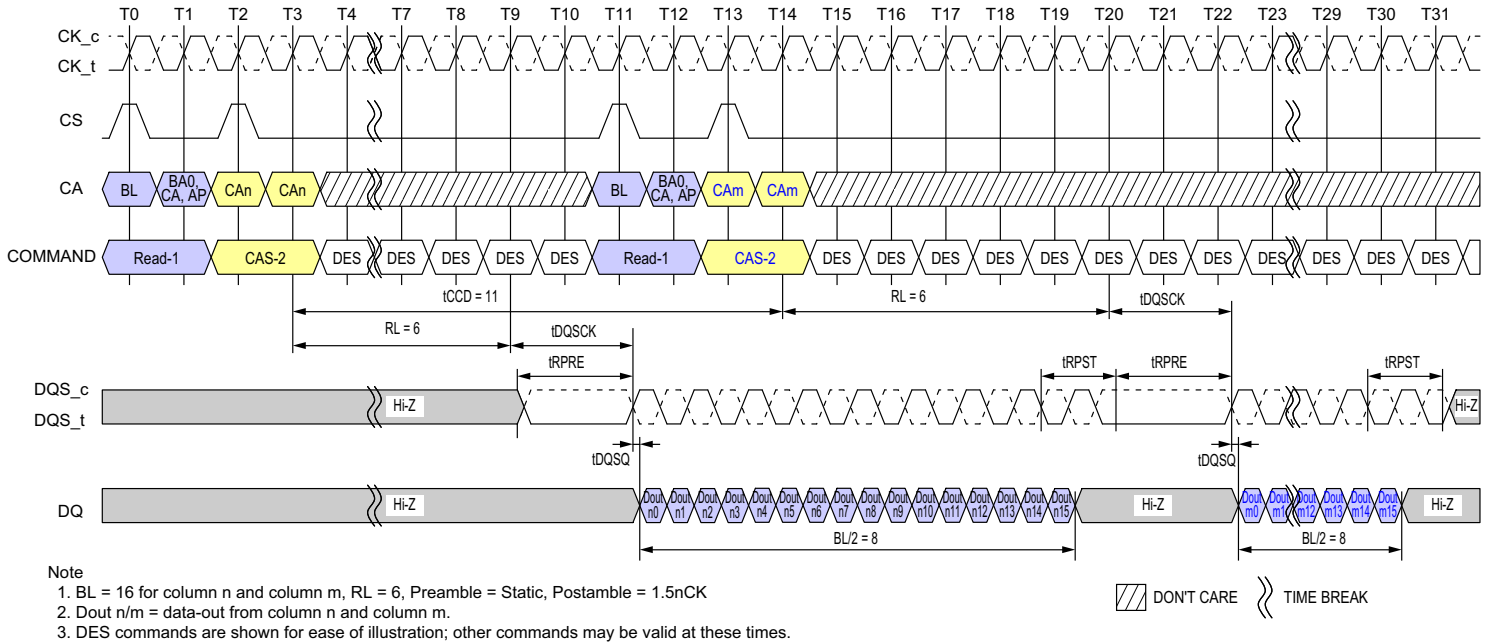 T0 T1 T2 T3 T4 T7 T8 T9 T10 T11 T12 T13 T14 T15 T16 T17 T18 T19 T20 T21 T22 T23 T29 T30 T31
CK_c
CK_t
CS
CA BL BA0, CA, AP CAn CAn BL BA0, CA, AP CAm CAm
COMMAND Read-1 CAS-2 DES DES DES DES DES Read-1 CAS-2 DES DES DES DES DES DES DES DES DES DES DES DES
tCCD = 11 RL = 6 tDQSCK
RL = 6 tDQSCK
tRPRE tRPST tRPRE tRPST
DQS_c
DQS_t
Hi-Z Hi-Z
tDQSQ tDQSQ
DQ Hi-Z Dout n0 Dout n1 Dout n2 Dout n3 Dout n4 Dout n5 Dout n6 Dout n7 Dout n8 Dout n9 Dout n10 Dout n11 Dout n12 Dout n13 Dout n14 Dout n15 Hi-Z Dout m0 Dout m1 Dout m12 Dout m13 Dout m14 Dout m15 Hi-Z
BL/2 = 8 BL/2 = 8
Note
1. BL = 16 for column n and column m, RL = 6, Preamble = Static, Postamble = 1.5nCK
2. Dout n/m = data-out from column n and column m.
3. DES commands are shown for ease of illustration; other commands may be valid at these times.
DON'T CARE TIME BREAK